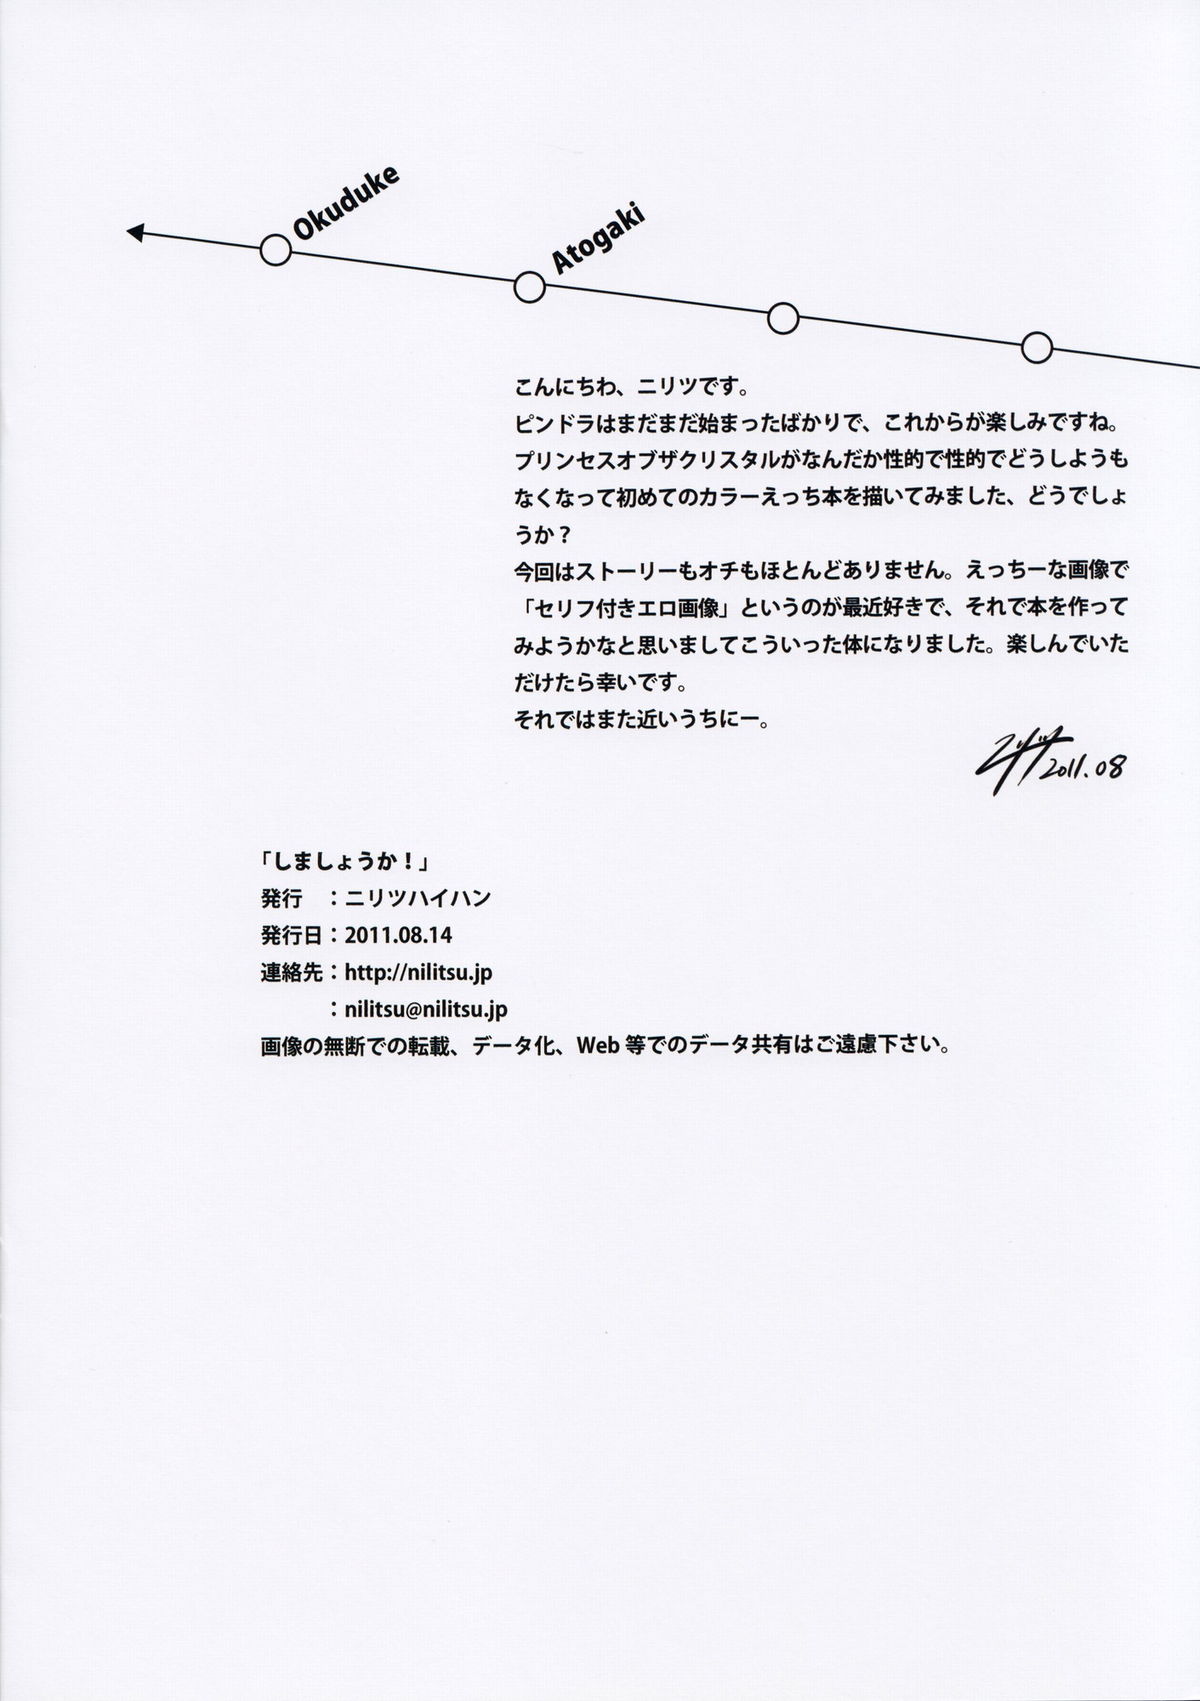 Okuduke
Atogaki
こんにちわ、ニリツです。
ピンドラはまだまだ始まったばかりで、これからが楽しみですね。
プリンセスオブザクリスタルがなんだか性的で性的でどうしようも
なくなって初めてのカラーえっち本を描いてみました、どうでしょ
うか？
今回はストーリーもオチもほとんどありません。えっちーな画像で
「セリフ付きエロ画像」というのが最近好きで、それで本を作って
みようかなと思いましてこういった体になりました。楽しんでいた
だけたら幸いです。
それではまた近いうちにー。
ニリツ 2011.08
「しましょうか！」
発行　：ニリツハイハン
発行日：2011.08.14
連絡先：http://nilitsu.jp
：nilitsu@nilitsu.jp
画像の無断での転載、データ化、Web 等でのデータ共有はご遠慮下さい。